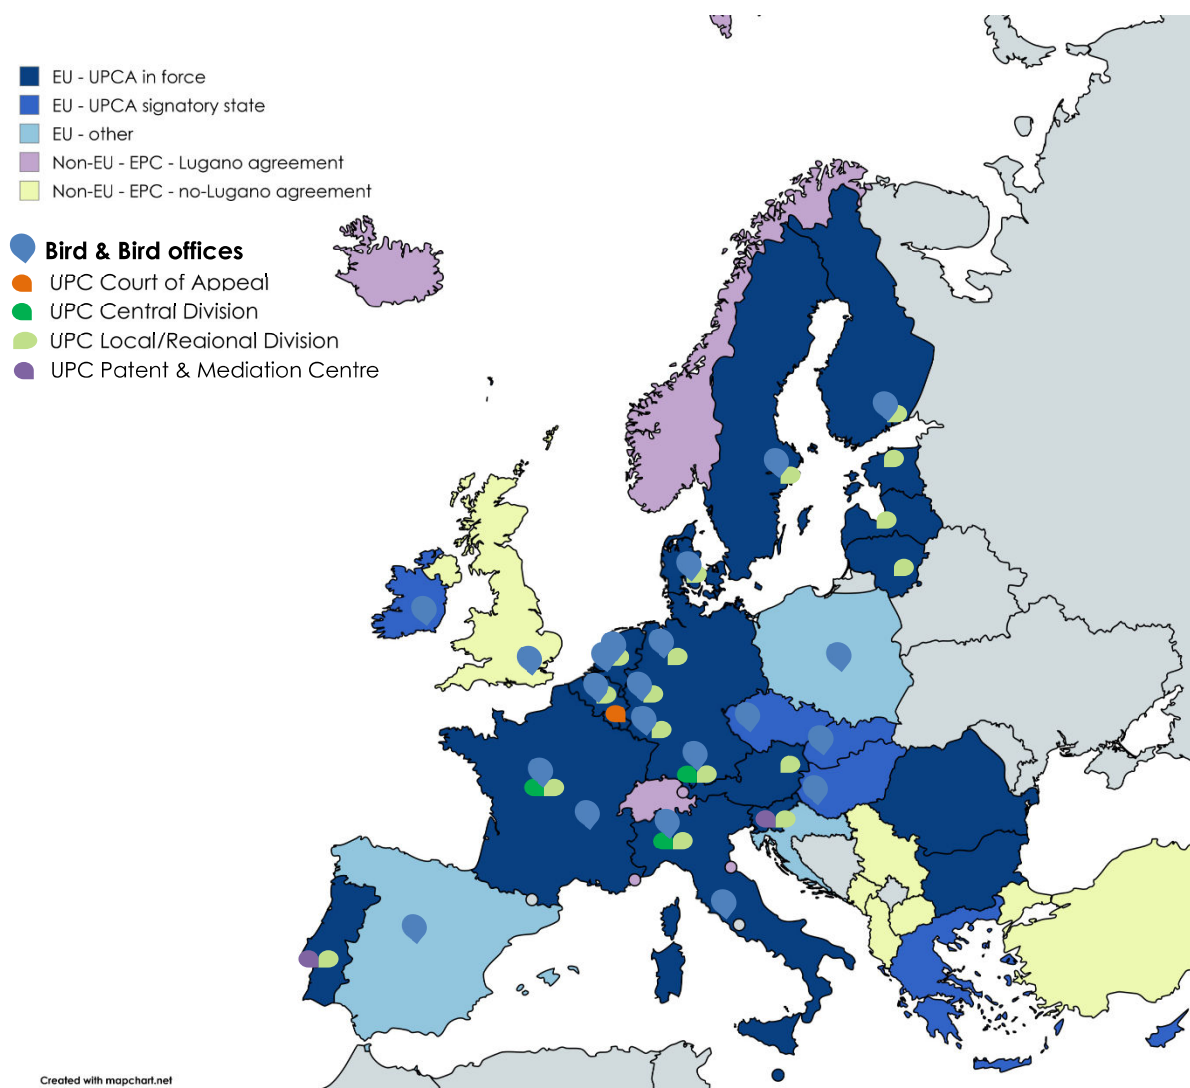 EU - UPCA in force
EU - UPCA signatory state
EU - other
Non-EU - EPC - Lugano agreement
Non-EU - EPC - no-Lugano agreement
Bird & Bird offices
UPC Court of Appeal
UPC Central Division
UPC Local/Regional Division
UPC Patent & Mediation Centre
Created with mapchart.net